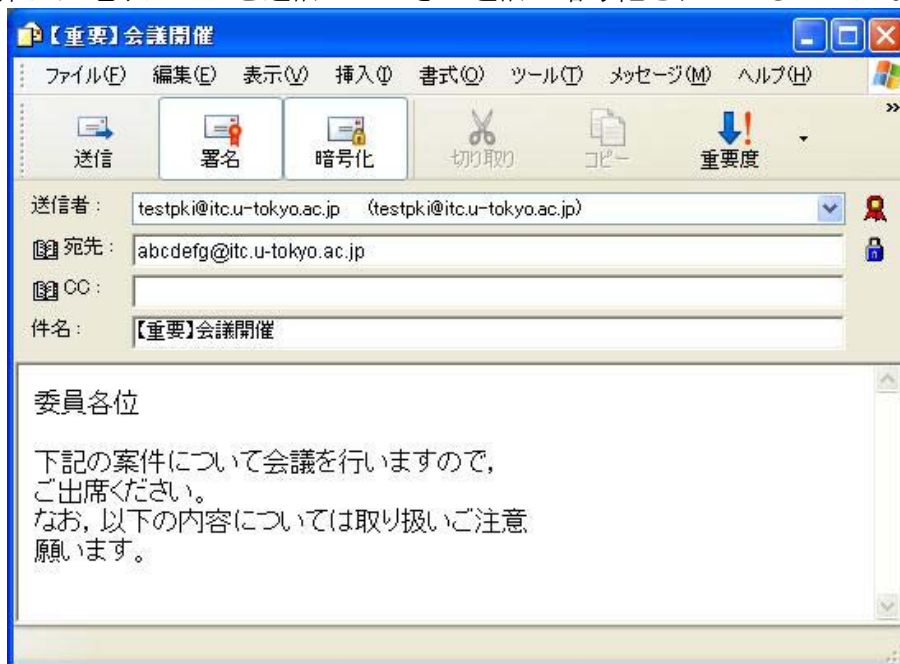 【重要】会議開催
ファイル(F) 編集(E) 表示(V) 挿入(I) 書式(O) ツール(T) メッセージ(M) ヘルプ(H)
送信 署名 暗号化 切り取り コピー 重要度
送信者: testpki@itc.u-tokyo.ac.jp (testpki@itc.u-tokyo.ac.jp)
宛先: abcdefg@itc.u-tokyo.ac.jp
CC:
件名: 【重要】会議開催
委員各位
下記の案件について会議を行いますので,
ご出席ください。
なお, 以下の内容については取り扱いご注意
願います。